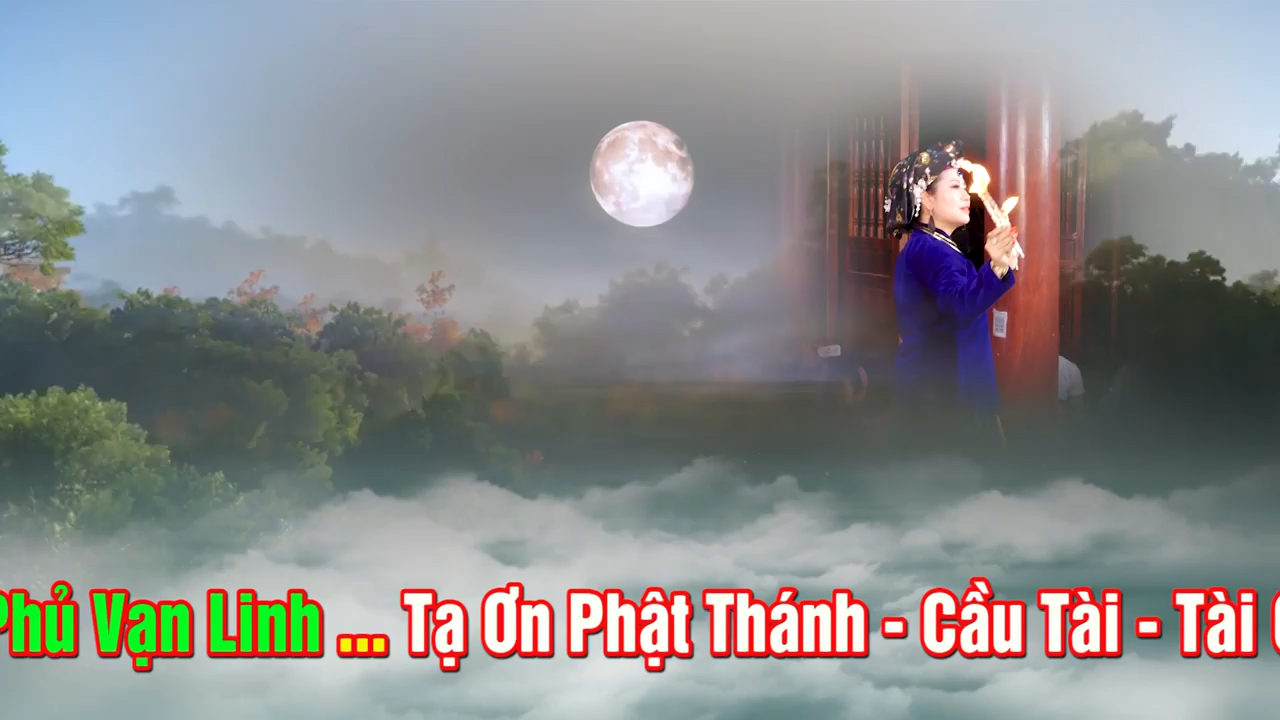 Phủ Vạn Linh ... Tạ Ơn Phật Thánh - Cầu Tài - Tài